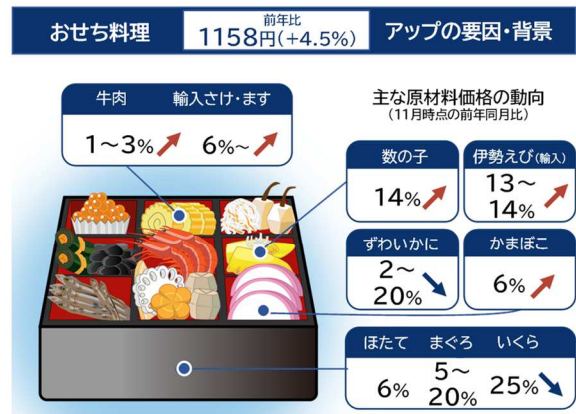 おせち料理
前年比
1158円(+4.5%)
アップの要因・背景
牛肉 輸入さけ・ます
1～3% 6%～
主な原材料価格の動向
(11月時点の前年同月比)
数の子
14%
伊勢えび(輸入)
13～
14%
ずわいかに
2～
20%
かまぼこ
6%
ほたて まぐろ いくら
6% 5～
20% 25%